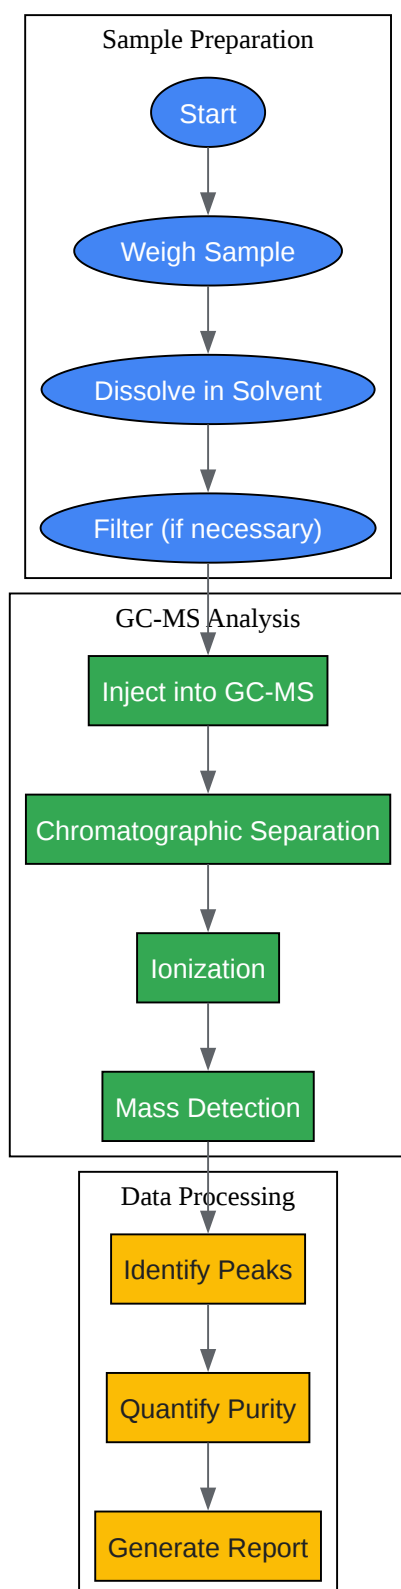 Sample Preparation
Start
Weigh Sample
Dissolve in Solvent
Filter (if necessary)
GC-MS Analysis
Inject into GC-MS
Chromatographic Separation
Ionization
Mass Detection
Data Processing
Identify Peaks
Quantify Purity
Generate Report